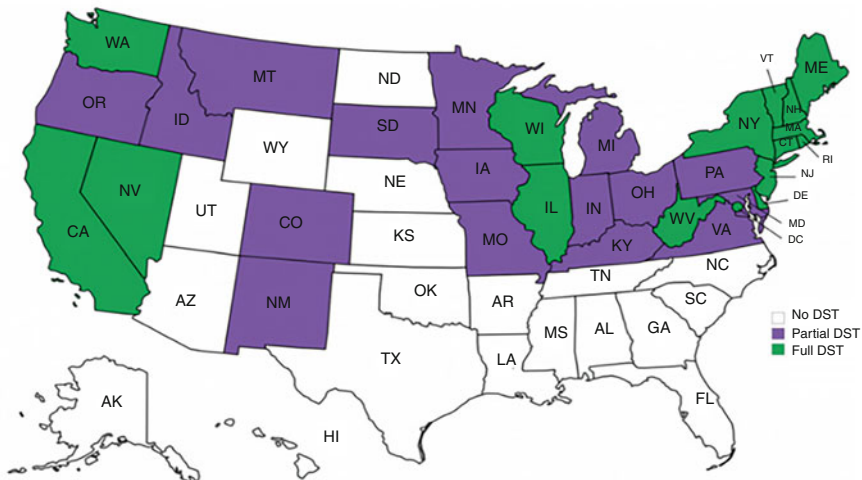 WA
MT
ND
OR
ID
MN
SD
WI
WY
MI
IA
NE
NV
UT
CO
IL
IN
OH
PA
NY
VT
ME
NH
MA
CT
RI
NJ
DE
MD
DC
WV
VA
CA
KS
MO
KY
AZ
NM
OK
AR
TN
NC
SC
MS
AL
GA
TX
LA
FL
AK
HI
No DST
Partial DST
Full DST